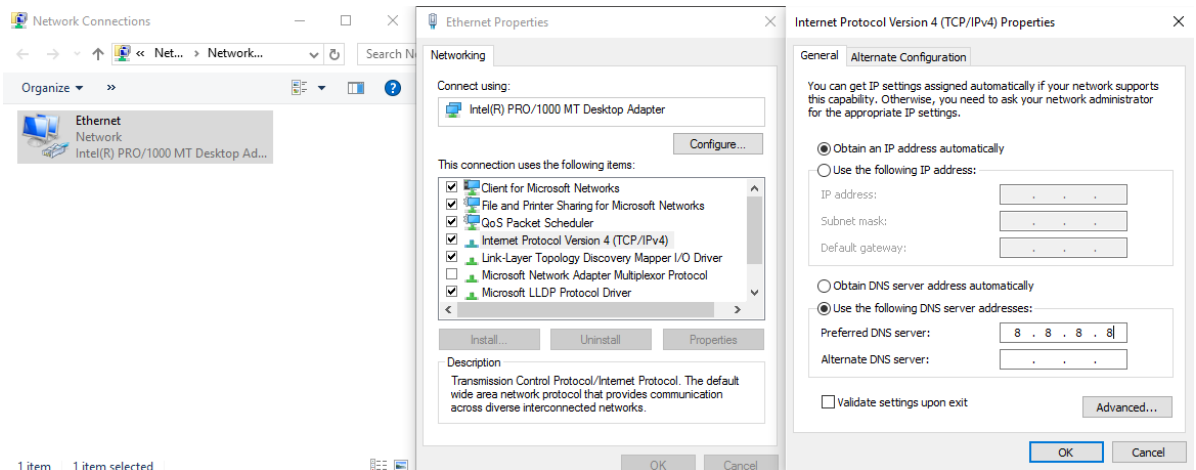 Network Connections
« Net... > Network...
Search N
Organize
»
Ethernet
Network
Intel(R) PRO/1000 MT Desktop Ad...
1 item
1 item selected
Ethernet Properties
Networking
Connect using:
Intel(R) PRO/1000 MT Desktop Adapter
Configure...
This connection uses the following items:
Client for Microsoft Networks
File and Printer Sharing for Microsoft Networks
QoS Packet Scheduler
Internet Protocol Version 4 (TCP/IPv4)
Link-Layer Topology Discovery Mapper I/O Driver
Microsoft Network Adapter Multiplexor Protocol
Microsoft LLDP Protocol Driver
Install...
Uninstall
Properties
Description
Transmission Control Protocol/Internet Protocol. The default
wide area network protocol that provides communication
across diverse interconnected networks.
OK
Cancel
Internet Protocol Version 4 (TCP/IPv4) Properties
General
Alternate Configuration
You can get IP settings assigned automatically if your network supports
this capability. Otherwise, you need to ask your network administrator
for the appropriate IP settings.
Obtain an IP address automatically
Use the following IP address:
IP address:
. . .
Subnet mask:
. . .
Default gateway:
. . .
Obtain DNS server address automatically
Use the following DNS server addresses:
Preferred DNS server:
8 . 8 . 8 . 8
Alternate DNS server:
. . .
Validate settings upon exit
Advanced...
OK
Cancel